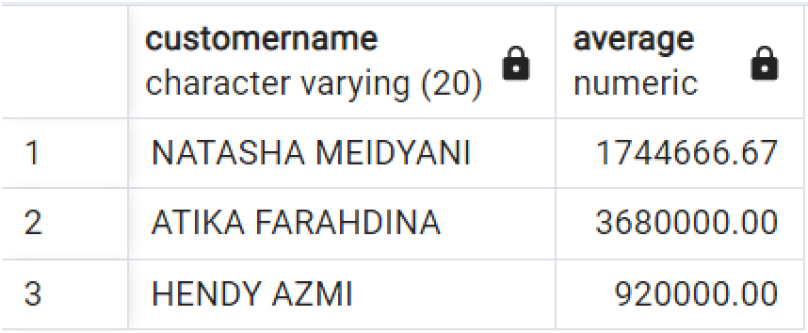 customername average
character varying (20) numeric
1 NATASHA MEIDYANI 1744666.67
2 ATIKA FARAHDINA 3680000.00
3 HENDY AZMI 920000.00